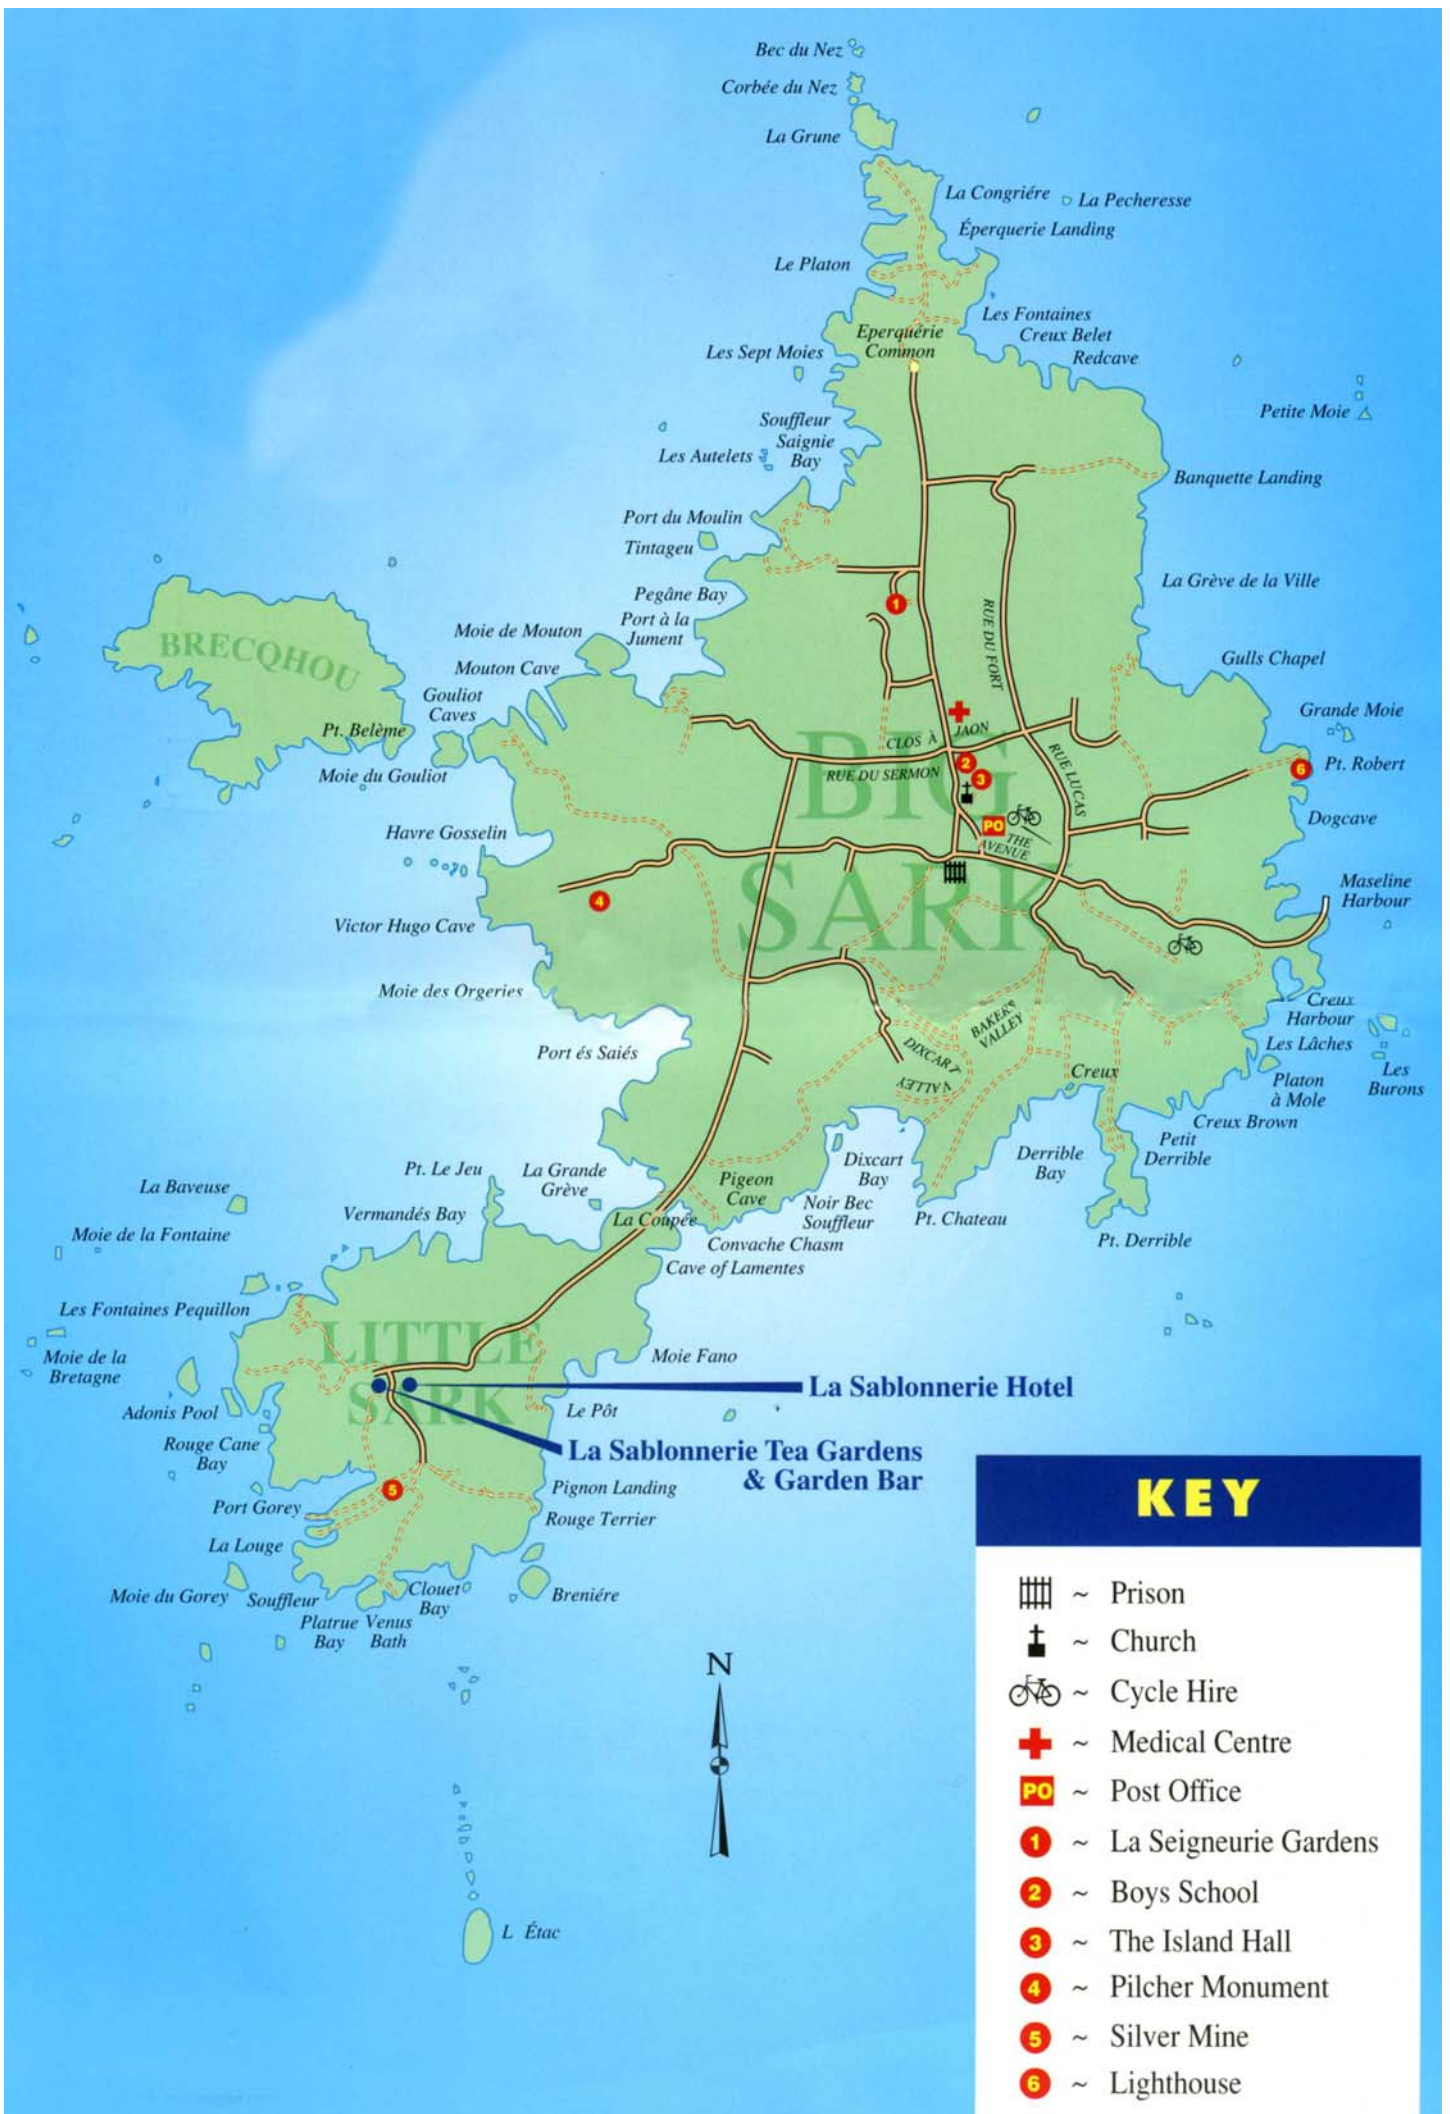 Bec du Nez
Corbée du Nez
La Grune
La Congriére
La Pecheresse
Éperquerie Landing
Le Platon
Les Fontaines
Creux Belet
Redcave
Eperquerie
Common
Les Sept Moies
Petite Moie
Souffleur
Saignie
Bay
Les Autelets
Banquette Landing
Port du Moulin
Tintageu
La Grève de la Ville
Pegâne Bay
1
Port à la
Jument
RUE DU FORT
Moie de Mouton
BRECQHOU
Mouton Cave
Gulls Chapel
Gouliot
Caves
Grande Moie
Pt. Belème
CLOS À JAON
Moie du Gouliot
RUE DU SERMON
2
3
RUE LUCAS
6
Pt. Robert
BIG
SARK
Dogcave
Havre Gosselin
PO
THE
AVENUE
Maseline
Harbour
4
Victor Hugo Cave
Moie des Orgeries
Creux
Harbour
BAKERS
VALLEY
Port és Saiés
DIXCART
VALLEY
Les Lâches
Creux
Les
Burons
Platon
à Mole
Creux Brown
Petit
Derrible
Derrible
Bay
Dixcart
Bay
Pt. Le Jeu
La Grande
Grève
Pigeon
Cave
La Baveuse
Noir Bec
Souffleur
Vermandés Bay
La Coupée
Pt. Chateau
Moie de la Fontaine
Convache Chasm
Pt. Derrible
Cave of Lamentes
Les Fontaines Pequillon
LITTLE
SARK
Moie de la
Bretagne
Moie Fano
La Sablonnerie Hotel
Adonis Pool
Le Pôt
Rouge Cane
Bay
La Sablonnerie Tea Gardens
& Garden Bar
5
Pignon Landing
Port Gorey
Rouge Terrier
La Louge
Moie du Gorey
Souffleur
Clouet
Bay
Breniére
Platrue
Bay
Venus
Bath
N
L Étac
KEY
~ Prison
~ Church
~ Cycle Hire
~ Medical Centre
PO ~ Post Office
1 ~ La Seigneurie Gardens
2 ~ Boys School
3 ~ The Island Hall
4 ~ Pilcher Monument
5 ~ Silver Mine
6 ~ Lighthouse